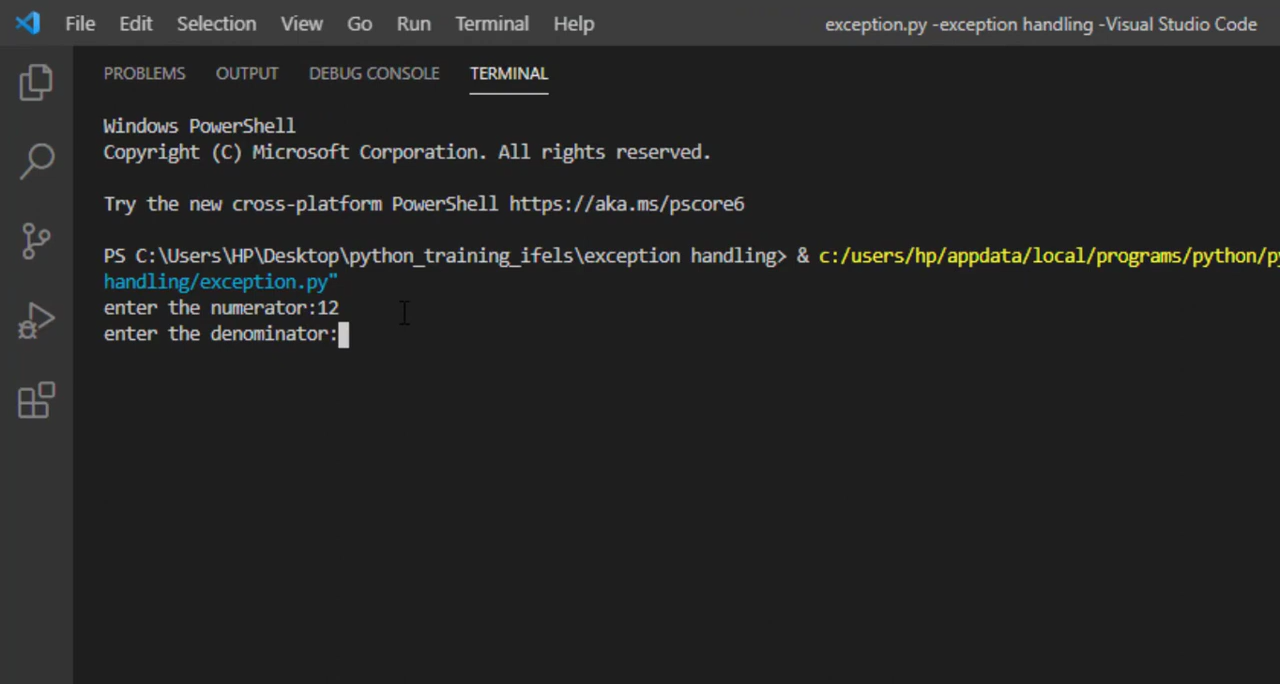 File Edit Selection View Go Run Terminal Help exception.py -exception handling -Visual Studio Code
PROBLEMS OUTPUT DEBUG CONSOLE TERMINAL
Windows PowerShell
Copyright (C) Microsoft Corporation. All rights reserved.
Try the new cross-platform PowerShell https://aka.ms/pscore6
PS C:\Users\HP\Desktop\python_training_ifels\exception handling> & c:/users/hp/appdata/local/programs/python/py
handling/exception.py"
enter the numerator:12
enter the denominator: